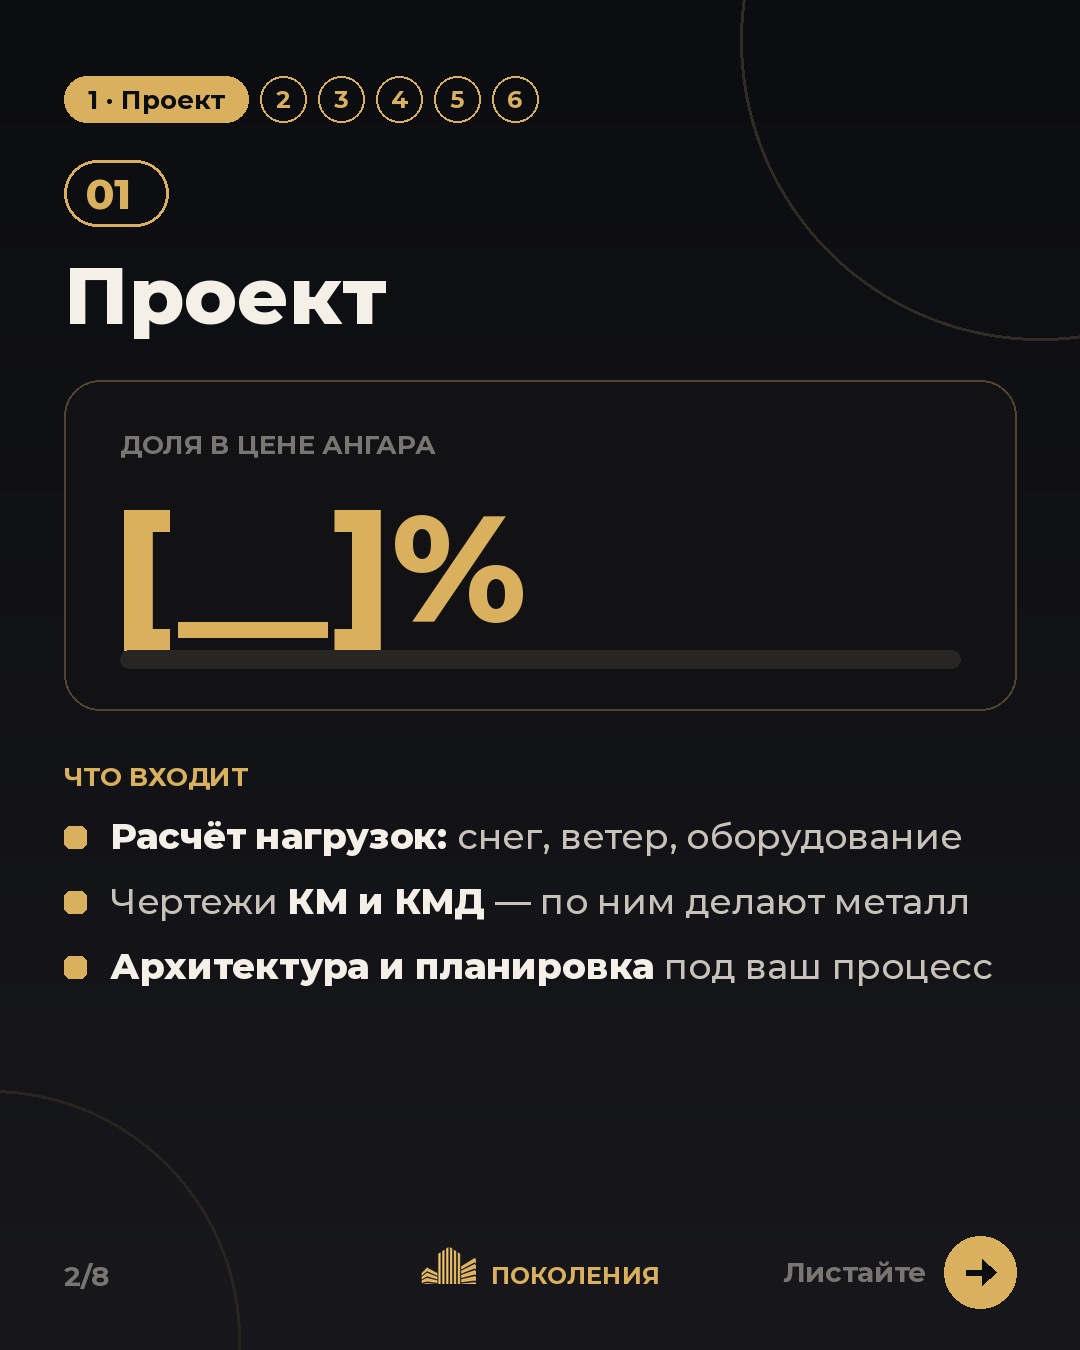 1 · Проект 2 3 4 5 6
01
Проект
ДОЛЯ В ЦЕНЕ АНГАРА
[__]%
ЧТО ВХОДИТ
Расчёт нагрузок: снег, ветер, оборудование
Чертежи КМ и КМД — по ним делают металл
Архитектура и планировка под ваш процесс
2/8 ПОКОЛЕНИЯ Листайте